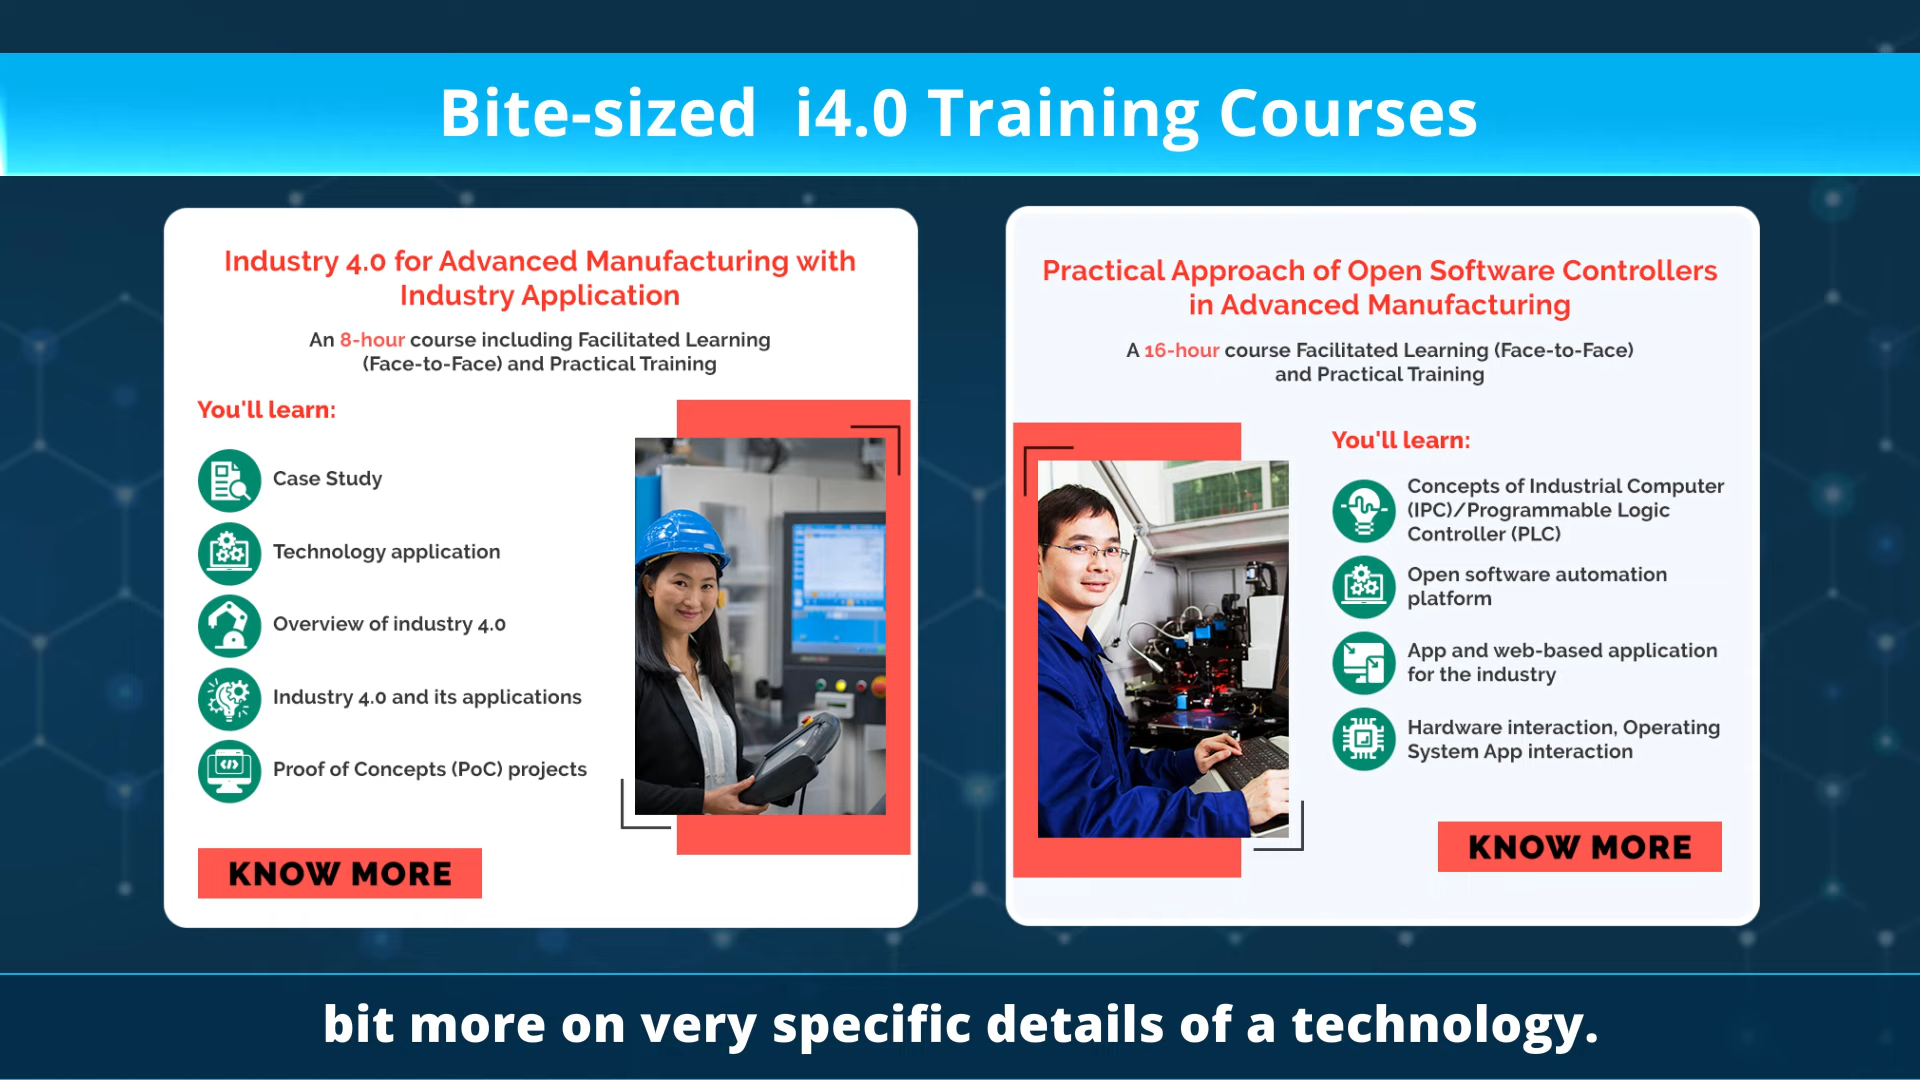 Bite-sized i4.0 Training Courses
Industry 4.0 for Advanced Manufacturing with
Industry Application
An 8-hour course including Facilitated Learning
(Face-to-Face) and Practical Training
You'll learn:
Case Study
Technology application
Overview of industry 4.0
Industry 4.0 and its applications
Proof of Concepts (PoC) projects
KNOW MORE
Practical Approach of Open Software Controllers
in Advanced Manufacturing
A 16-hour course Facilitated Learning (Face-to-Face)
and Practical Training
You'll learn:
Concepts of Industrial Computer
(IPC)/Programmable Logic
Controller (PLC)
Open software automation
platform
App and web-based application
for the industry
Hardware interaction, Operating
System App interaction
KNOW MORE
bit more on very specific details of a technology.